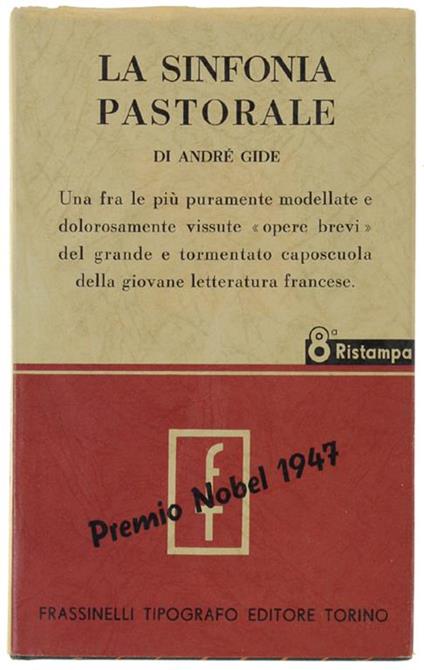 LA SINFONIA
PASTORALE
DI ANDRÉ GIDE
Una fra le più puramente modellate e
dolorosamente vissute «opere brevi»
del grande e tormentato caposcuola
della giovane letteratura francese.
8ª Ristampa
Premio Nobel 1947
ff
FRASSINELLI TIPOGRAFO EDITORE TORINO